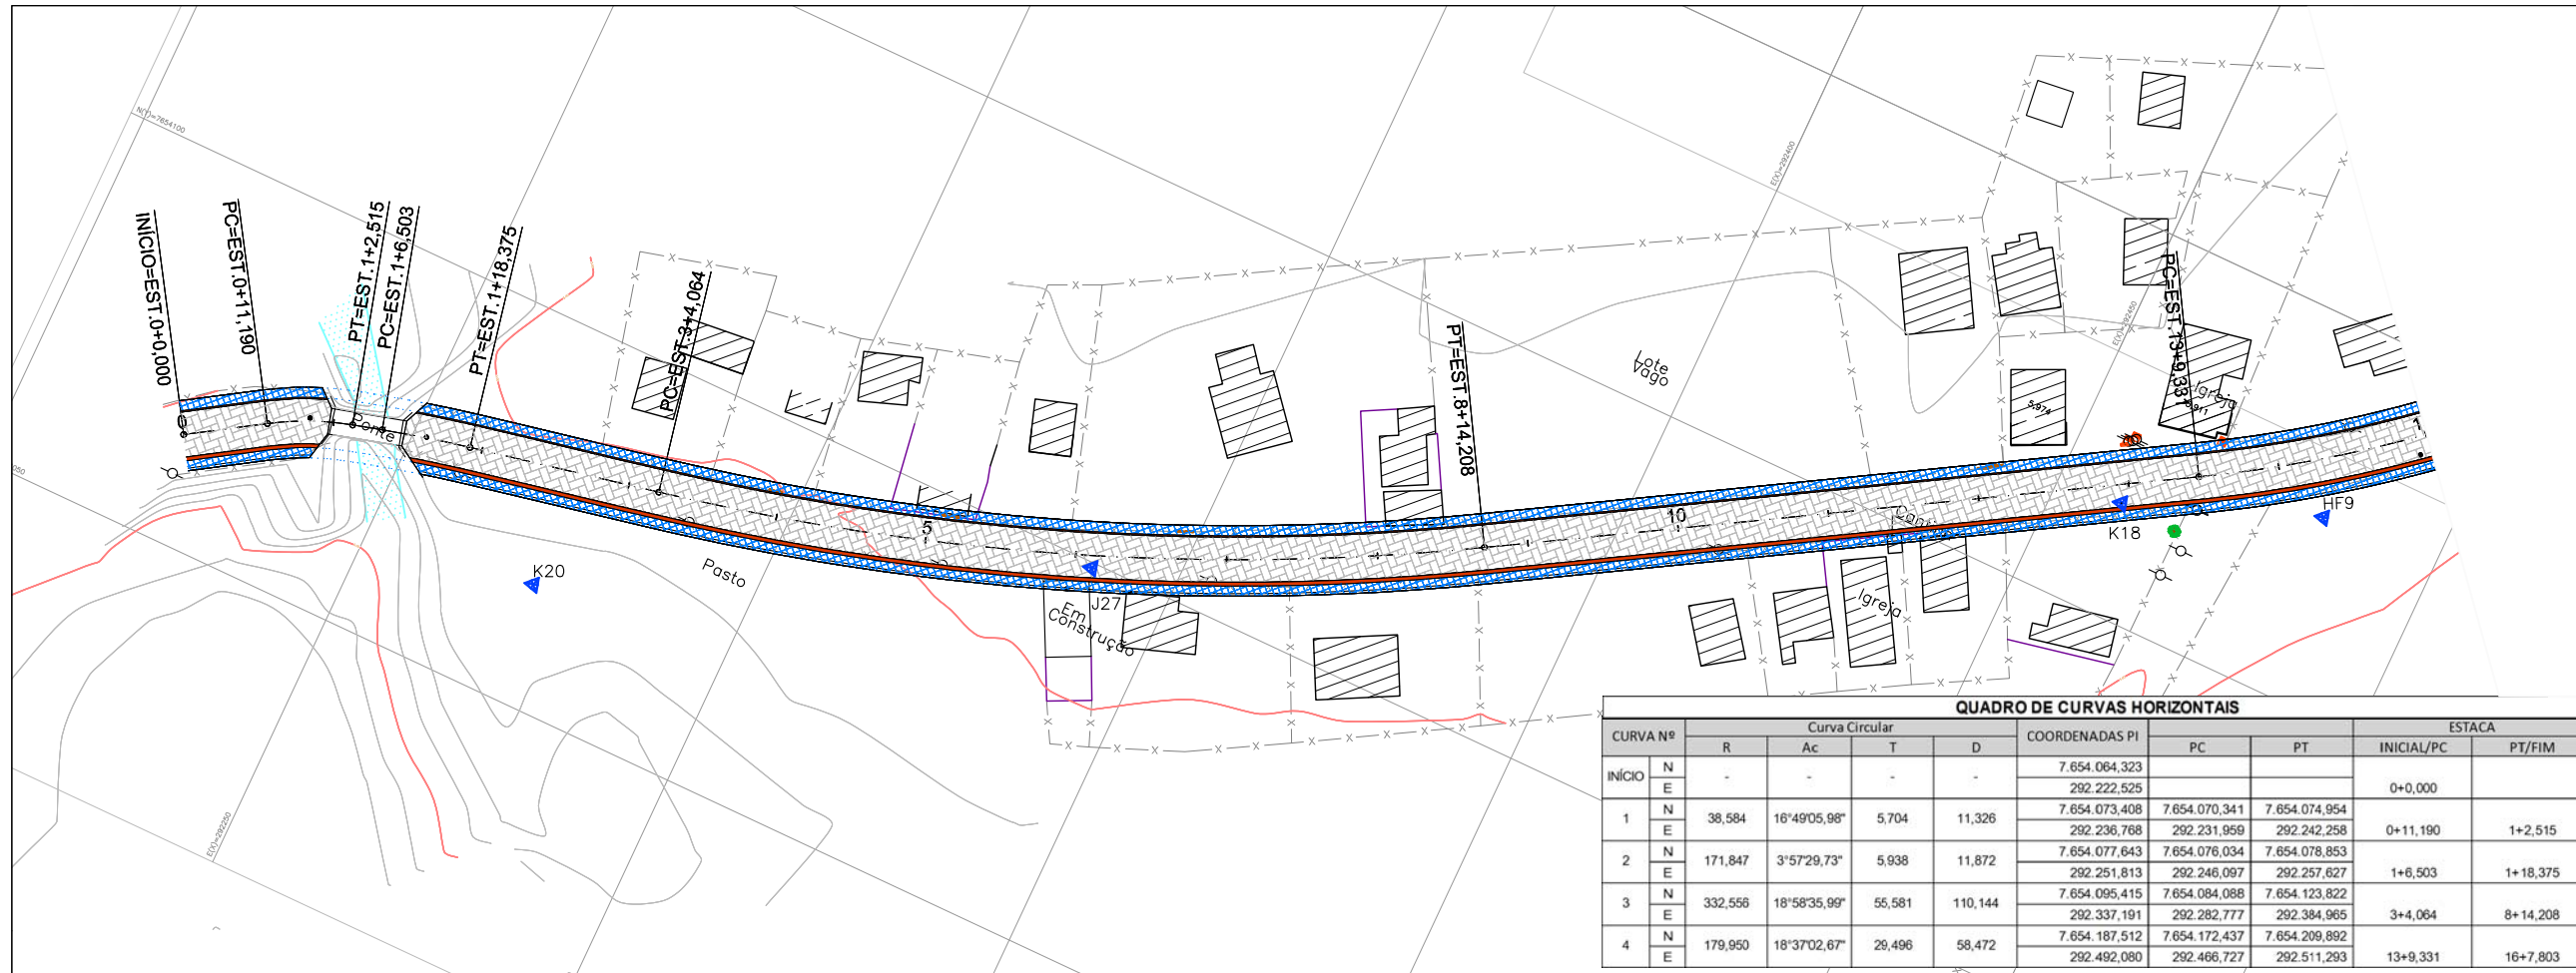 N(Y)=7654100
E(X)=292400
INÍCIO=EST.0+0,000
PC=EST.0+11,190
PT=EST.1+2,515
PC=EST.1+6,503
PT=EST.1+18,375
PC=EST.3+4,064
PT=EST.8+14,208
PC=EST.13+9,331
E(X)=292450
Lote
Vago
Igreja
5,974
5,911
Ponte
0
5
10
1
050
K20
Pasto
J27
Em
Construção
Igreja
K18
HF9
E(X)=292250
QUADRO DE CURVAS HORIZONTAIS
CURVA Nº Curva Circular COORDENADAS PI ESTACA
R Ac T D PC PT INICIAL/PC PT/FIM
INÍCIO N - - - - 7.654.064,323
E 292.222,525 0+0,000
1 N 38,584 16°49'05,98" 5,704 11,326 7.654.073,408 7.654.070,341 7.654.074,954
E 292.236,768 292.231,959 292.242,258 0+11,190 1+2,515
2 N 171,847 3°57'29,73" 5,938 11,872 7.654.077,643 7.654.076,034 7.654.078,853
E 292.251,813 292.246,097 292.257,627 1+6,503 1+18,375
3 N 332,556 18°58'35,99" 55,581 110,144 7.654.095,415 7.654.084,088 7.654.123,822
E 292.337,191 292.282,777 292.384,965 3+4,064 8+14,208
4 N 179,950 18°37'02,67" 29,496 58,472 7.654.187,512 7.654.172,437 7.654.209,892
E 292.492,080 292.466,727 292.511,293 13+9,331 16+7,803